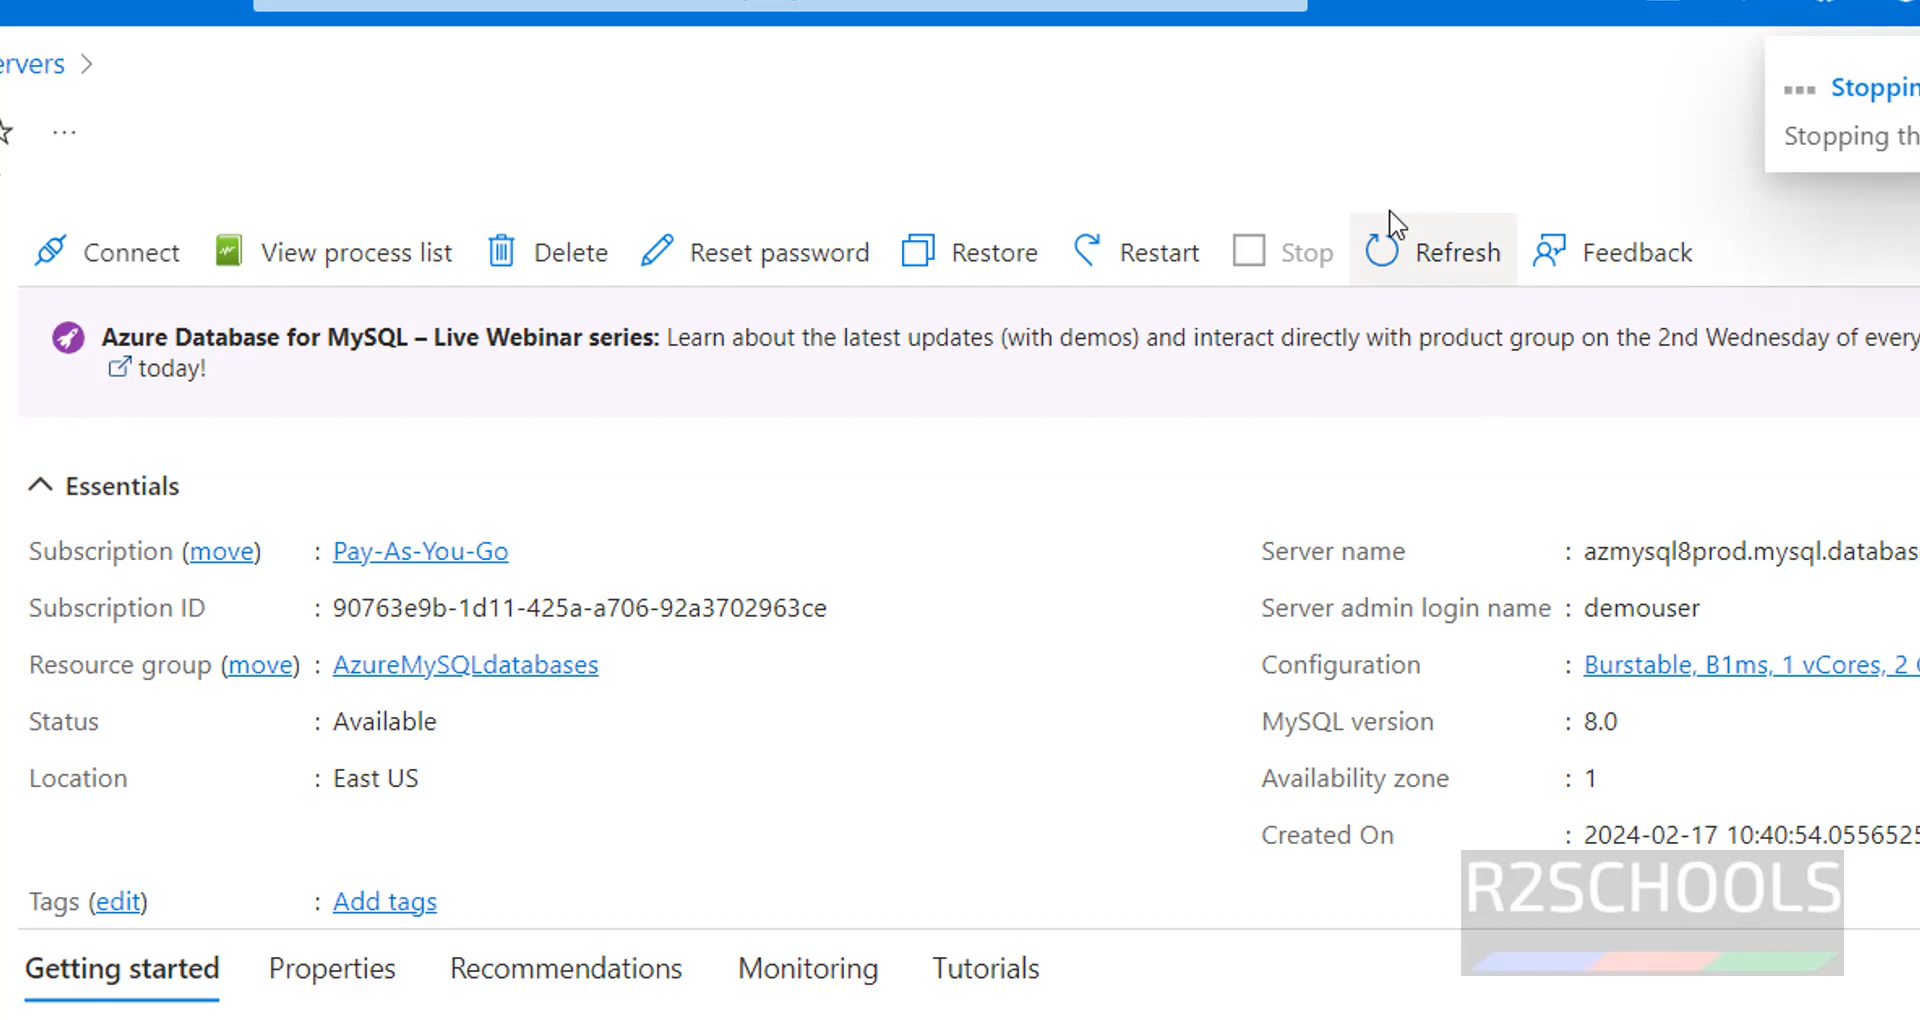 ervers
Stoppin
Stopping th
Connect View process list Delete Reset password Restore Restart Stop Refresh Feedback
Azure Database for MySQL – Live Webinar series: Learn about the latest updates (with demos) and interact directly with product group on the 2nd Wednesday of every
today!
Essentials
Subscription (move) : Pay-As-You-Go
Subscription ID : 90763e9b-1d11-425a-a706-92a3702963ce
Resource group (move) : AzureMySQLdatabases
Status : Available
Location : East US
Tags (edit) : Add tags
Server name : azmysql8prod.mysql.databas
Server admin login name : demouser
Configuration : Burstable, B1ms, 1 vCores, 2
MySQL version : 8.0
Availability zone : 1
Created On : 2024-02-17 10:40:54.0556525
R2SCHOOLS
Getting started Properties Recommendations Monitoring Tutorials